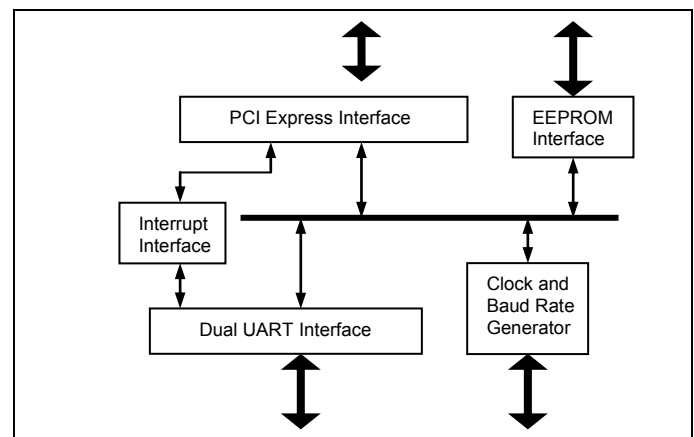 PCI Express Interface
EEPROM
Interface
Interrupt
Interface
Clock and
Baud Rate
Generator
Dual UART Interface